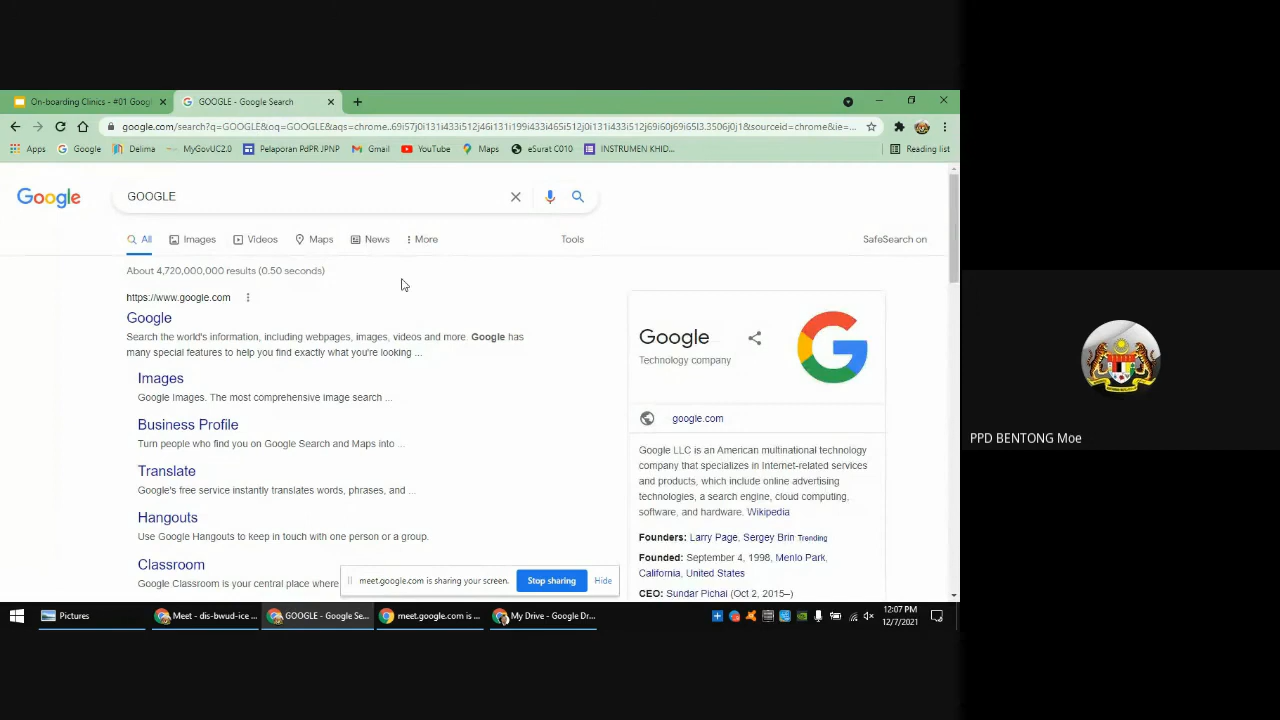 On-boarding Clinics - #01 Googl
GOOGLE - Google Search
google.com/search?q=GOOGLE&oq=GOOGLE&aqs=chrome..69i57j0i131i433i512j46i131i199i433i465i512j0i131i433i512j69i60j69i65l3.3506j0j1&sourceid=chrome&ie=...
Apps
Google
Delima
MyGovUC2.0
Pelaporan PdPR JPNP
Gmail
YouTube
Maps
eSurat C010
INSTRUMEN KHID...
Reading list
Google
GOOGLE
All
Images
Videos
Maps
News
More
Tools
SafeSearch on
About 4,720,000,000 results (0.50 seconds)
https://www.google.com
Google
Search the world's information, including webpages, images, videos and more. Google has
many special features to help you find exactly what you're looking ...
Images
Google Images. The most comprehensive image search ...
Business Profile
Turn people who find you on Google Search and Maps into ...
Translate
Google's free service instantly translates words, phrases, and ...
Hangouts
Use Google Hangouts to keep in touch with one person or a group.
Classroom
Google Classroom is your central place where
Google
Technology company
google.com
Google LLC is an American multinational technology
company that specializes in Internet-related services
and products, which include online advertising
technologies, a search engine, cloud computing,
software, and hardware. Wikipedia
Founders: Larry Page, Sergey Brin Trending
Founded: September 4, 1998, Menlo Park,
California, United States
CEO: Sundar Pichai (Oct 2, 2015–)
meet.google.com is sharing your screen.
Stop sharing
Hide
Pictures
Meet - dis-bwud-ice ...
GOOGLE - Google Se...
meet.google.com is ...
My Drive - Google Dr...
12:07 PM
12/7/2021
PPD BENTONG Moe